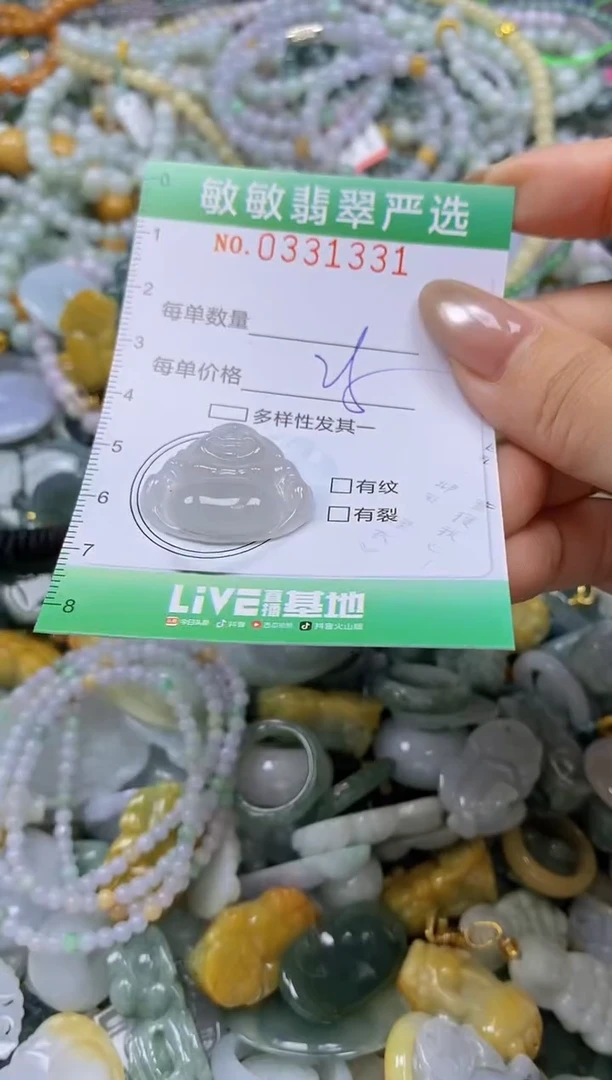 敏敏翡翠严选
NO.0331331
0
1
2
3
4
5
6
7
8
每单数量
每单价格
多样性发其一
有纹
有裂
LiVE直播基地
今日头条 抖音 西瓜视频 抖音火山版